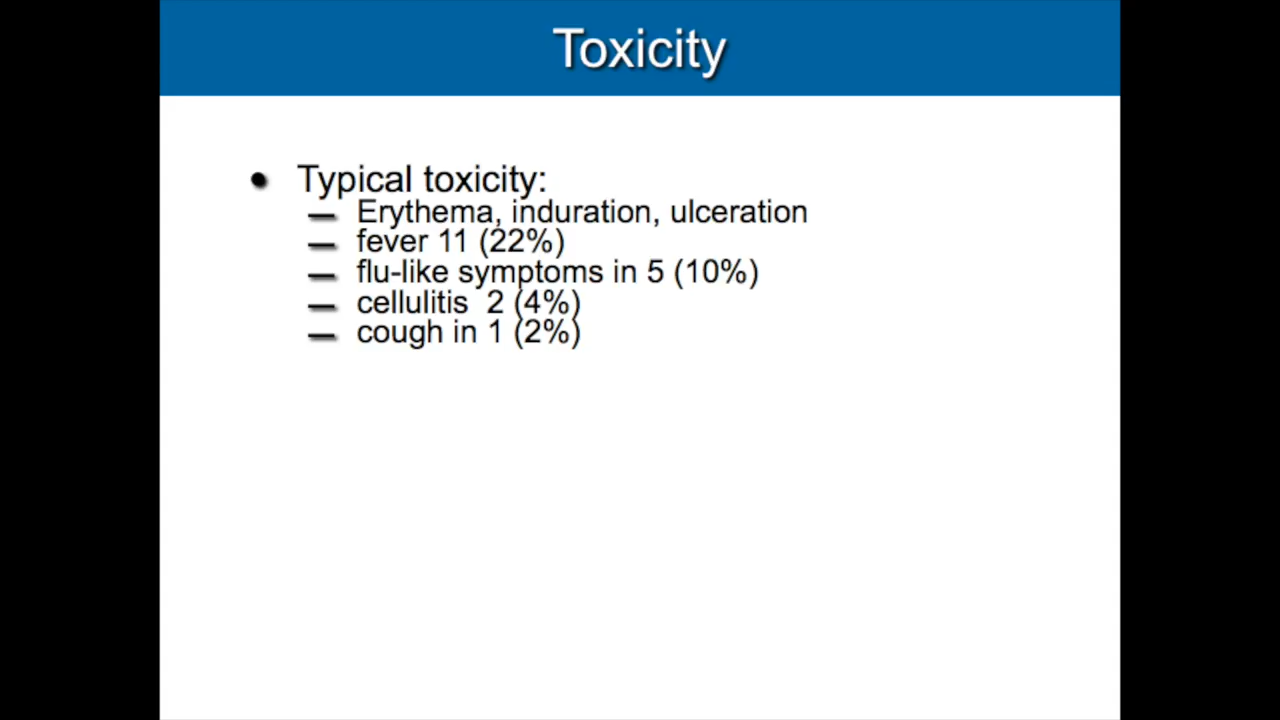 Toxicity
• Typical toxicity:
— Erythema, induration, ulceration
— fever 11 (22%)
— flu-like symptoms in 5 (10%)
— cellulitis  2 (4%)
— cough in 1 (2%)